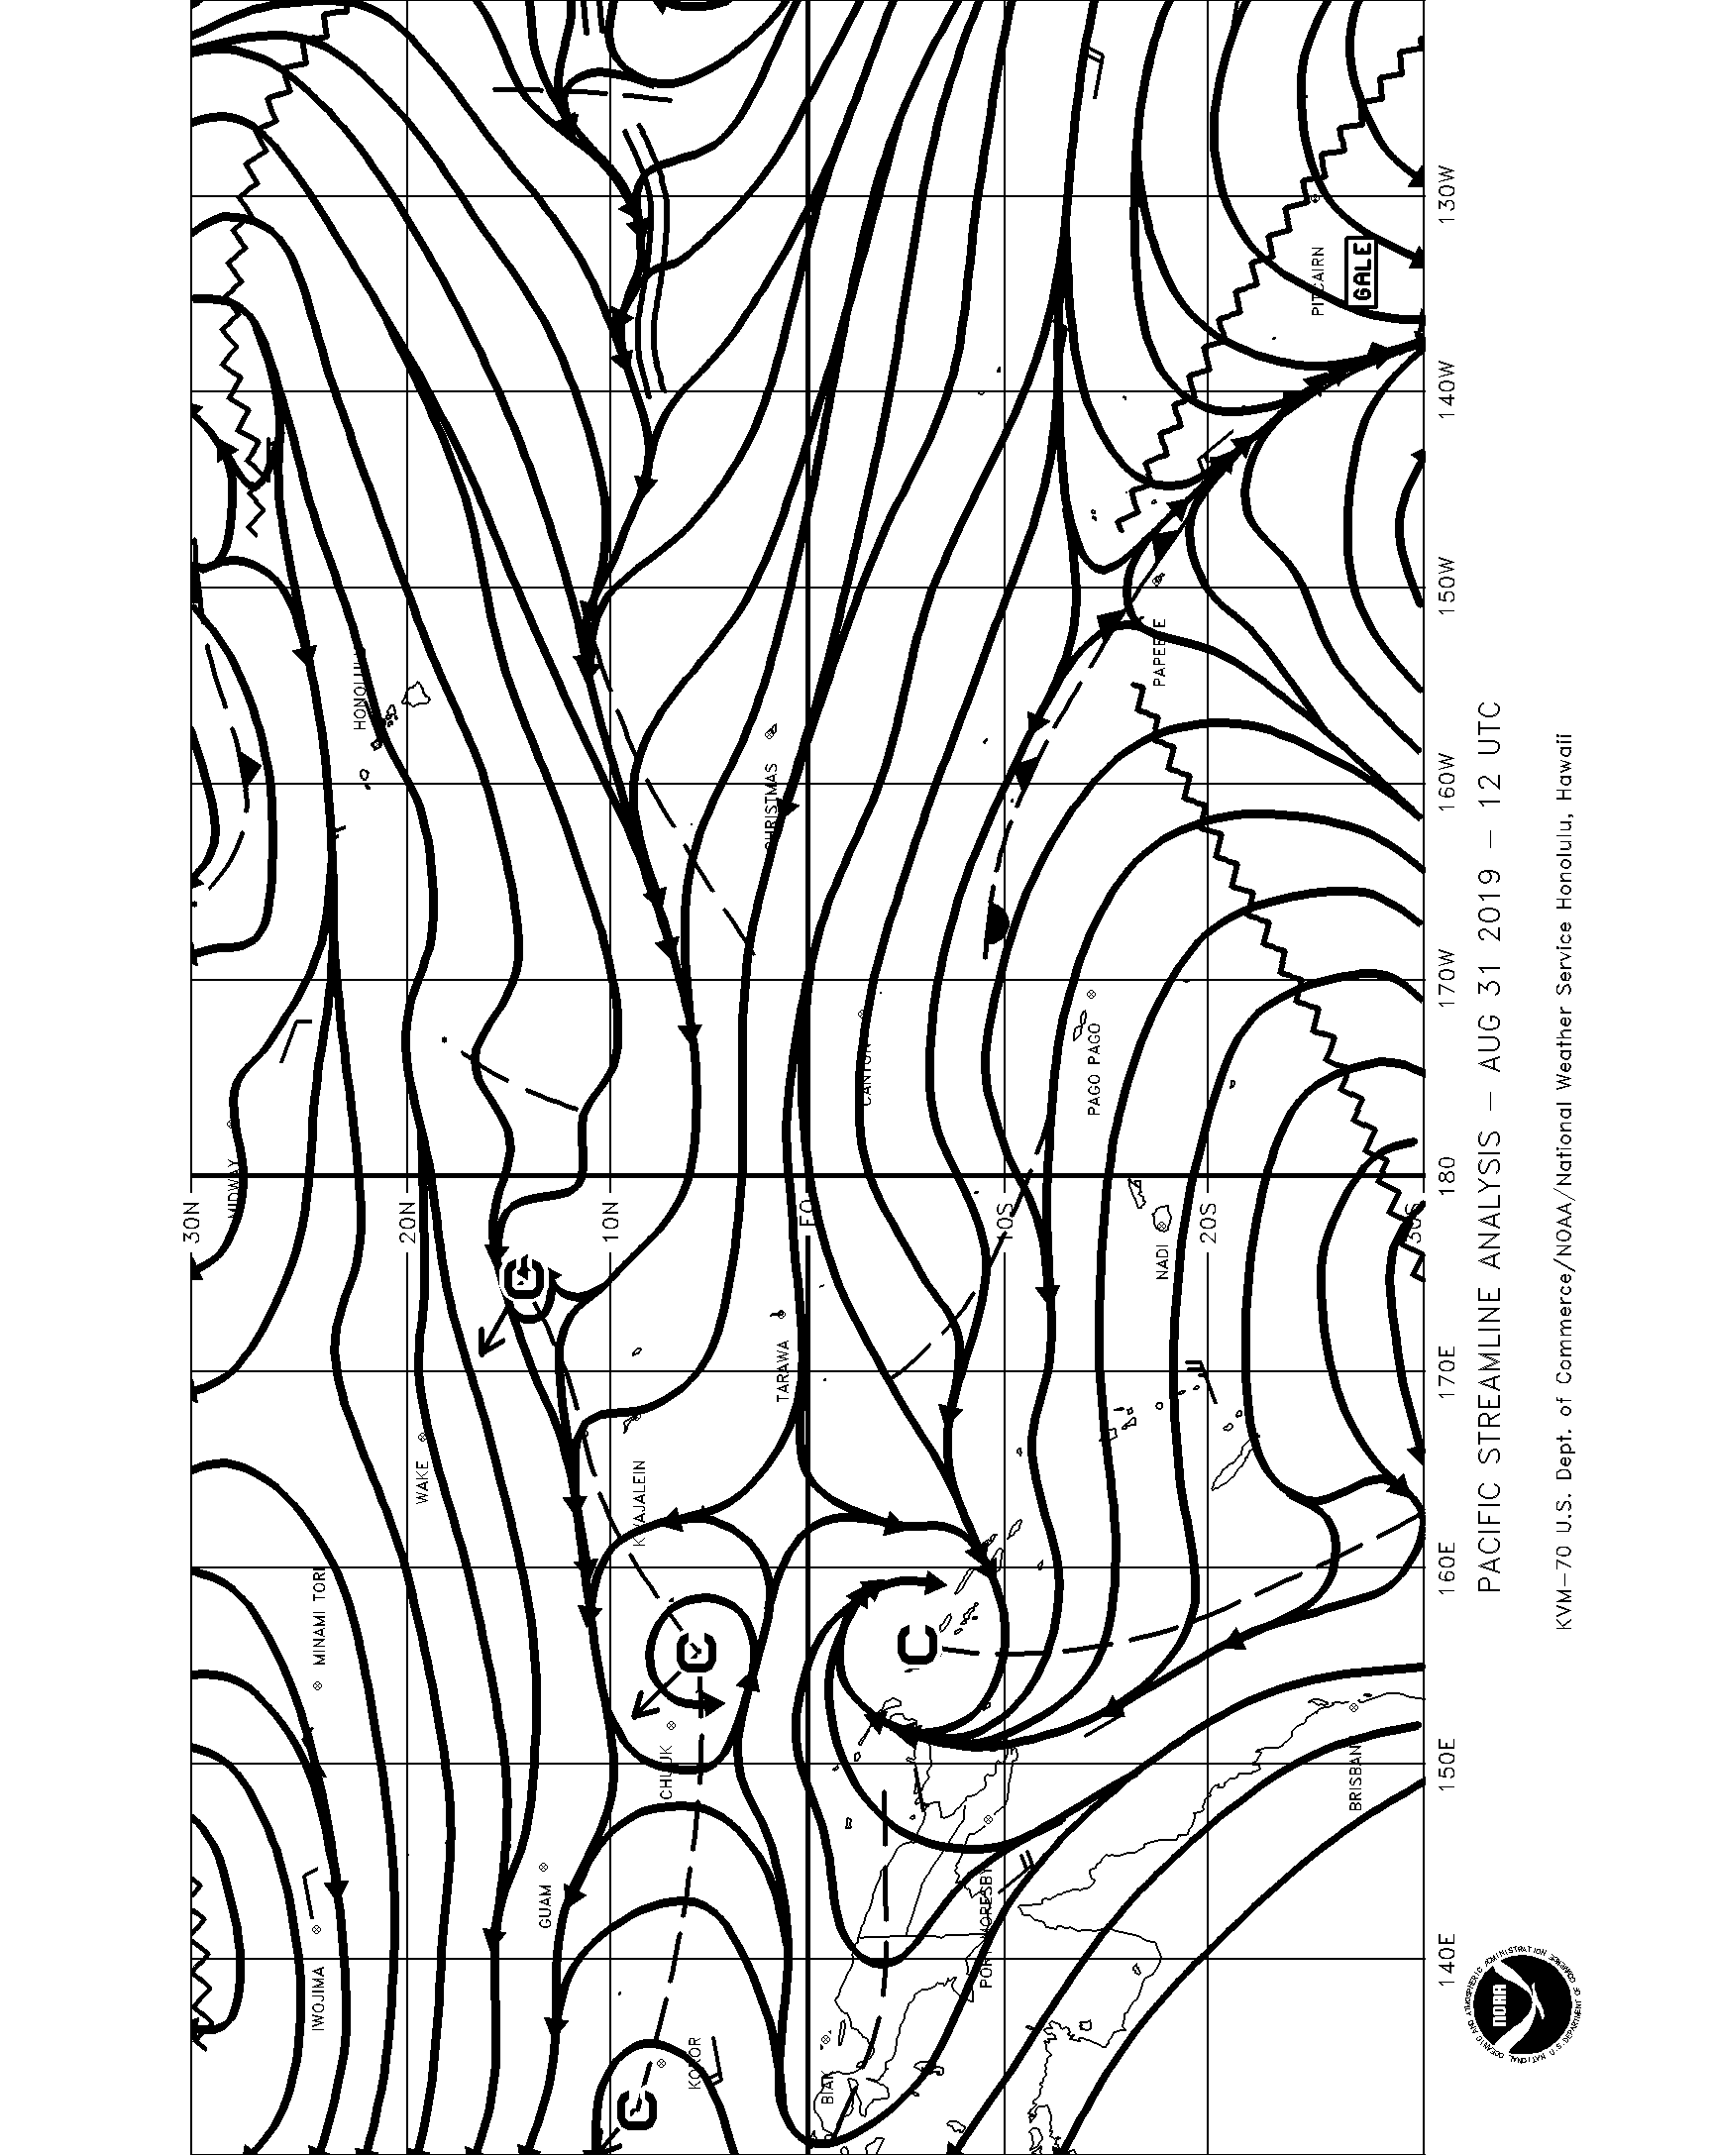 PACIFIC STREAMLINE ANALYSIS – AUG 31 2019 – 12 UTC
KVM–70 U.S. Dept. of Commerce/NOAA/National Weather Service Honolulu, Hawaii
140E
150E
160E
170E
180
170W
160W
150W
140W
130W
30N
20N
10N
EQ
10S
20S
30S
IWOJIMA
MINAMI TORI
MIDWAY
HONOLULU
WAKE
GUAM
CHUUK
KWAJALEIN
KOROR
TARAWA
CHRISTMAS
BIAK
CANTON
PORT MORESBY
PAGO PAGO
NADI
PAPEETE
PITCAIRN
BRISBANE
GALE
C
C
C
C
NOAA
NATIONAL OCEANIC AND ATMOSPHERIC ADMINISTRATION
U.S. DEPARTMENT OF COMMERCE